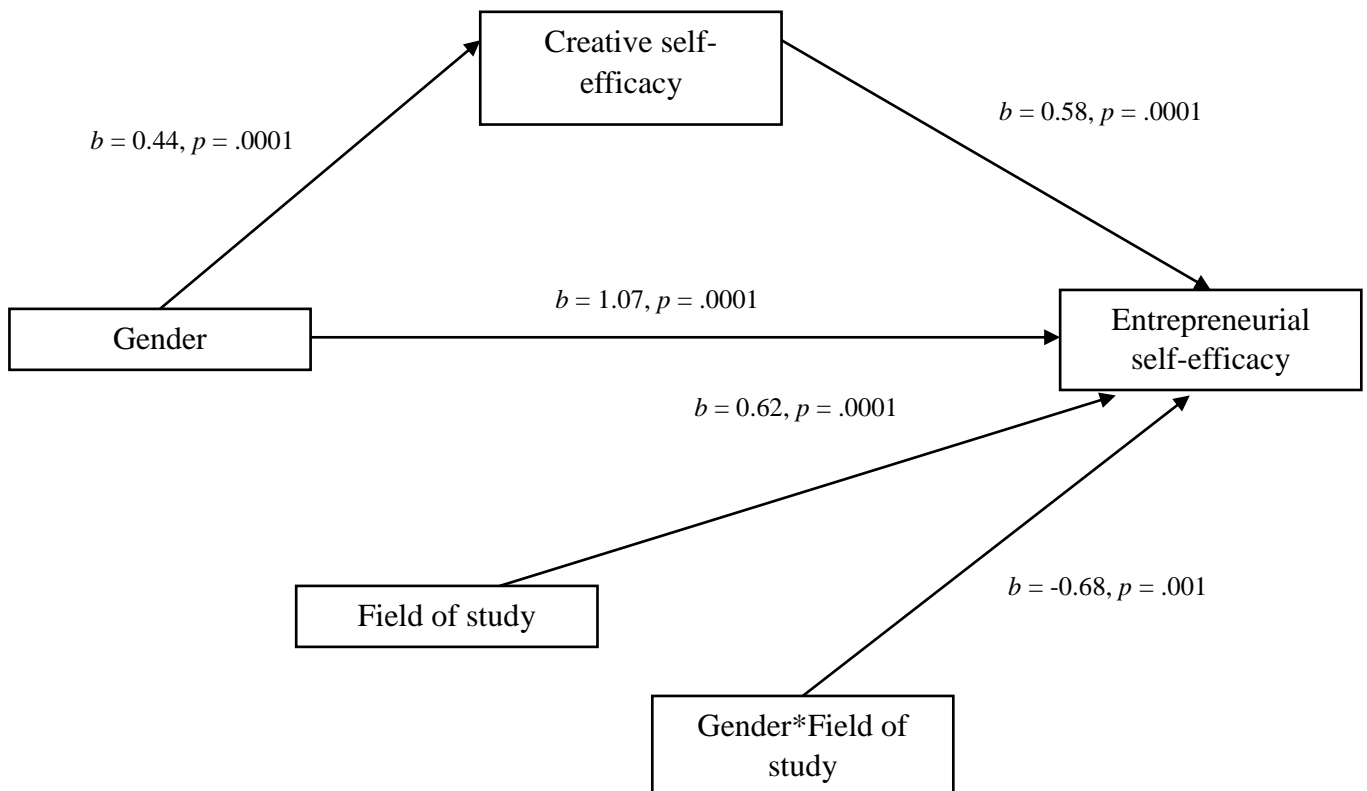 Creative self-
efficacy
b = 0.44, p = .0001
b = 0.58, p = .0001
Gender
b = 1.07, p = .0001
Entrepreneurial
self-efficacy
b = 0.62, p = .0001
Field of study
b = -0.68, p = .001
Gender*Field of
study